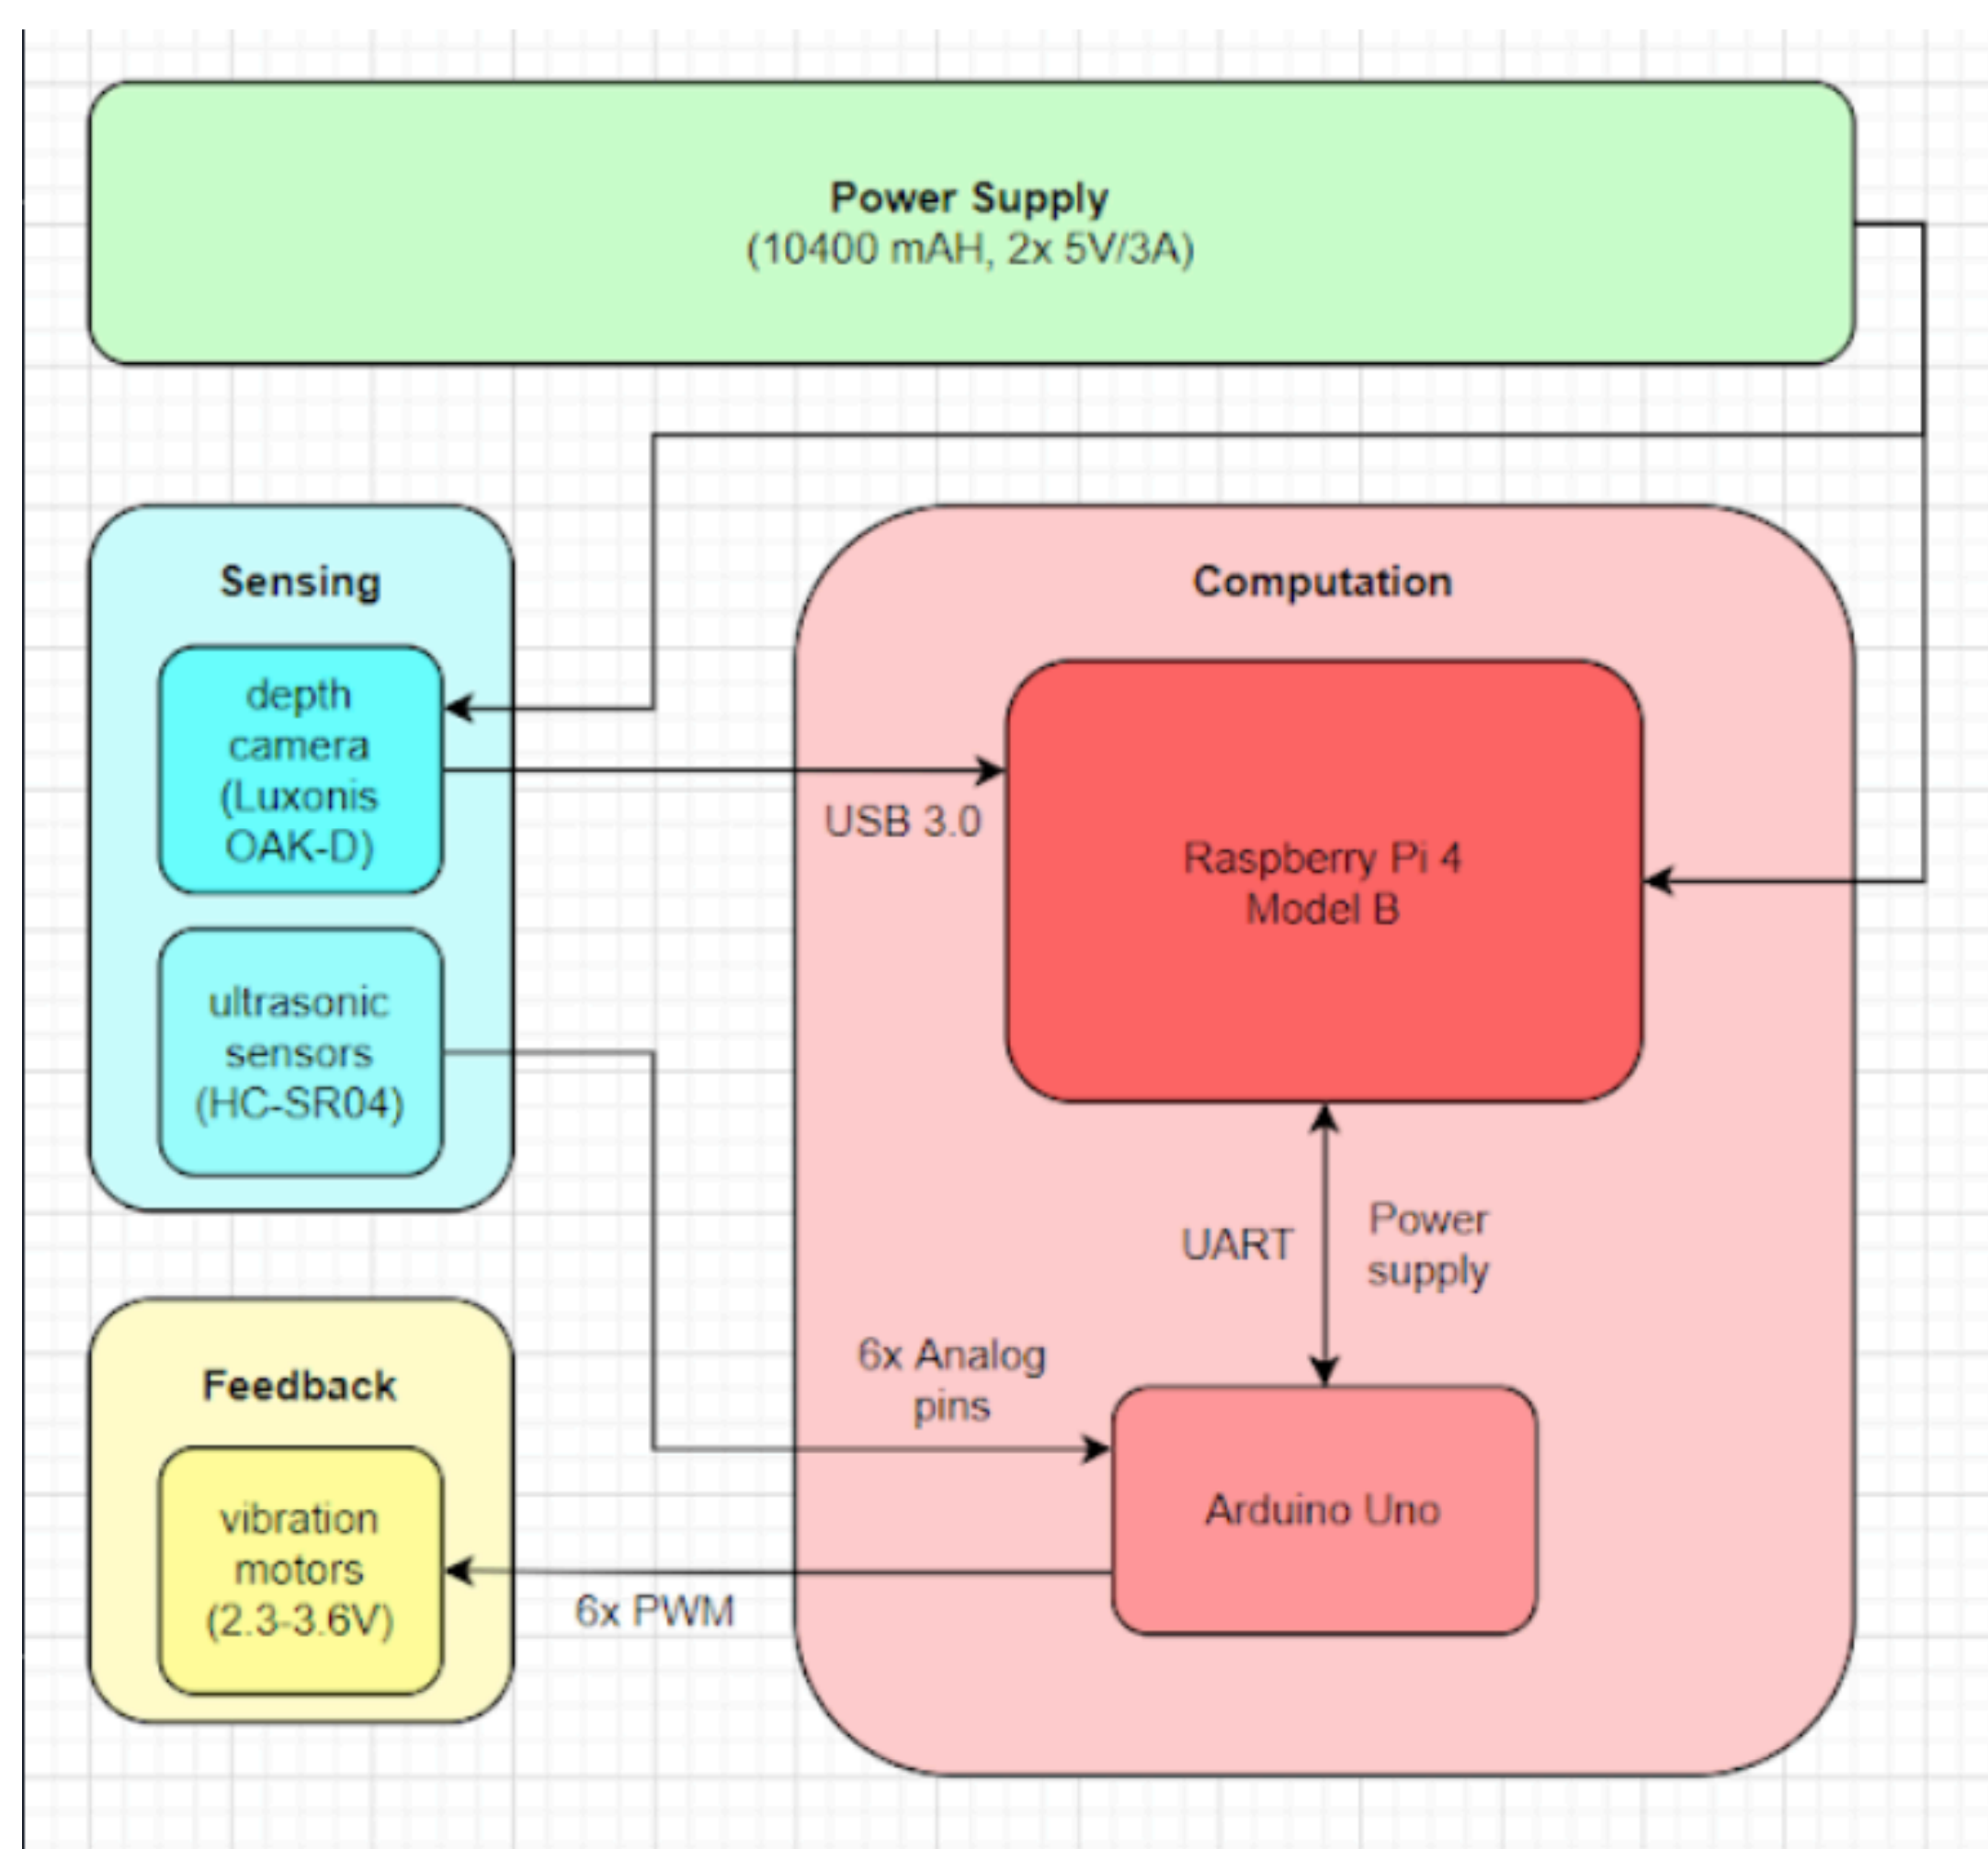 Power Supply
(10400 mAH, 2x 5V/3A)
Sensing
depth
camera
(Luxonis
OAK-D)
ultrasonic
sensors
(HC-SR04)
Feedback
vibration
motors
(2.3-3.6V)
Computation
USB 3.0
Raspberry Pi 4
Model B
UART
Power
supply
6x Analog
pins
Arduino Uno
6x PWM